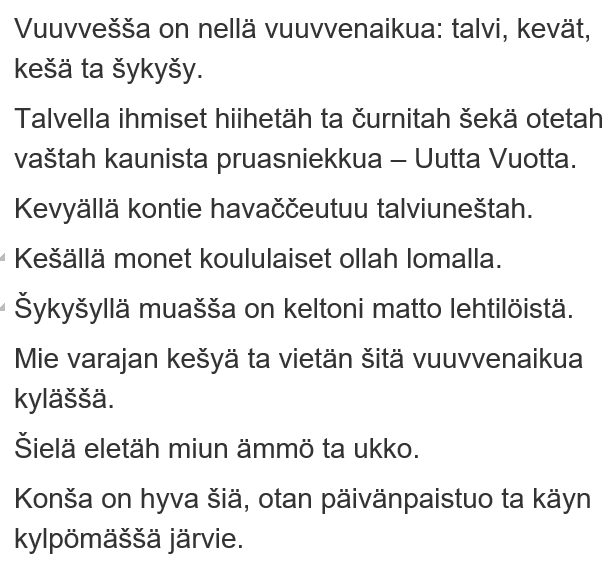 Vuuvvešša on nellä vuuvvenaikua: talvi, kevät,
kešä ta šykyšy.
Talvella ihmiset hiihetäh ta čurnitah šekä otetah
vaštah kaunista pruasniekkua – Uutta Vuotta.
Kevyällä kontie havaččeutuu talviuneštah.
Kešällä monet koululaiset ollah lomalla.
Šykyšyllä muašša on keltoni matto lehtilöistä.
Mie varajan kešyä ta vietän šitä vuuvvenaikua
kyläššä.
Šielä eletäh miun ämmö ta ukko.
Konša on hyva šiä, otan päivänpaistuo ta käyn
kylpömäššä järvie.